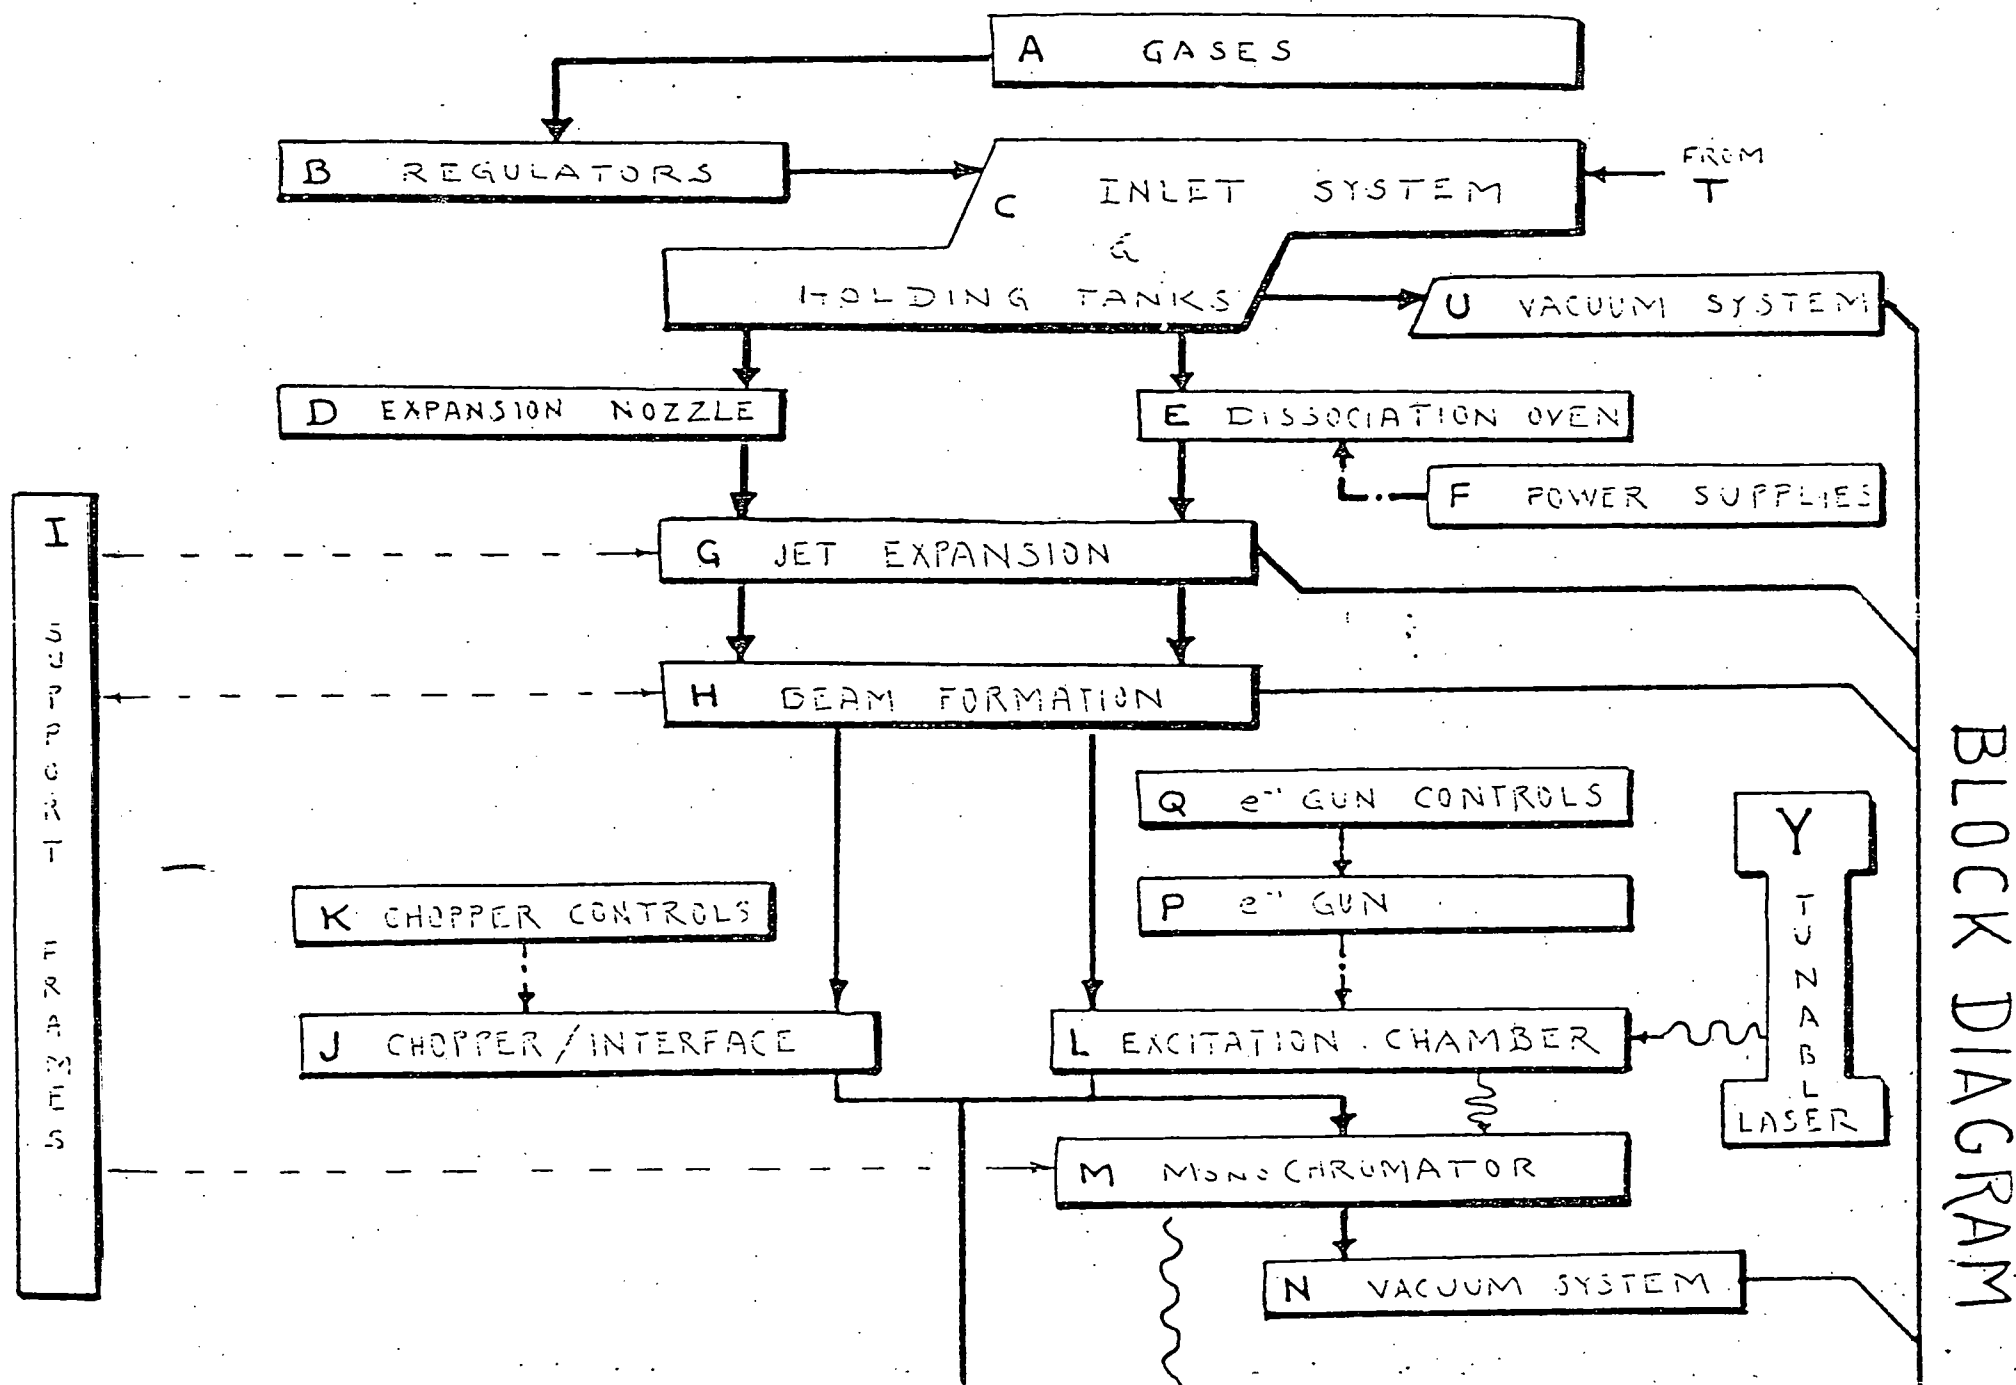 A GASES
B REGULATORS
FROM
T
C INLET SYSTEM
&
HOLDING TANKS
U VACUUM SYSTEM
D EXPANSION NOZZLE
E DISSOCIATION OVEN
F POWER SUPPLIES
G JET EXPANSION
I SUPPORT FRAMES
H BEAM FORMATION
Q e⁻ GUN CONTROLS
P e⁻ GUN
K CHOPPER CONTROLS
J CHOPPER/INTERFACE
L EXCITATION CHAMBER
Y TUNABL
LASER
M MONOCHROMATOR
N VACUUM SYSTEM
BLOCK DIAGRAM